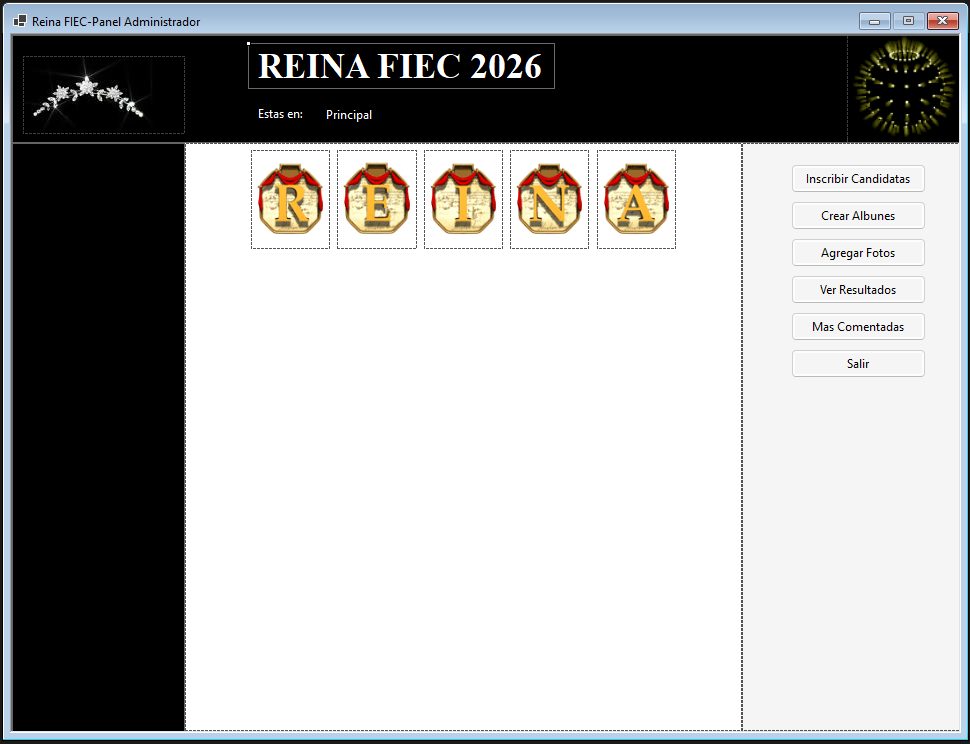 Reina FIEC-Panel Administrador
REINA FIEC 2026
Estas en: Principal
R E I N A
Inscribir Candidatas
Crear Albunes
Agregar Fotos
Ver Resultados
Mas Comentadas
Salir